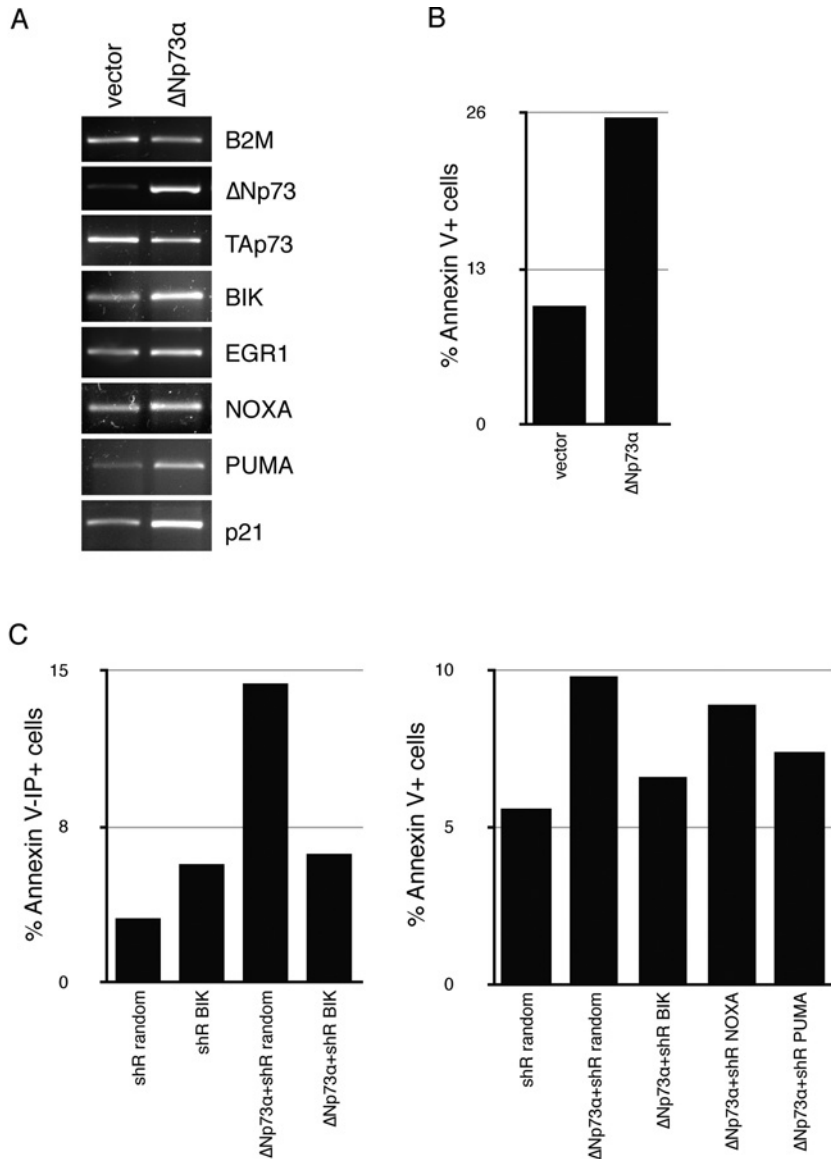 A
vector
ΔNp73α
B2M
ΔNp73
TAp73
BIK
EGR1
NOXA
PUMA
p21
B
% Annexin V+ cells
26
13
0
vector
ΔNp73α
C
% Annexin V-IP+ cells
15
8
0
shR random
shR BIK
ΔNp73α+shR random
ΔNp73α+shR BIK
% Annexin V+ cells
10
5
0
shR random
ΔNp73α+shR random
ΔNp73α+shR BIK
ΔNp73α+shR NOXA
ΔNp73α+shR PUMA